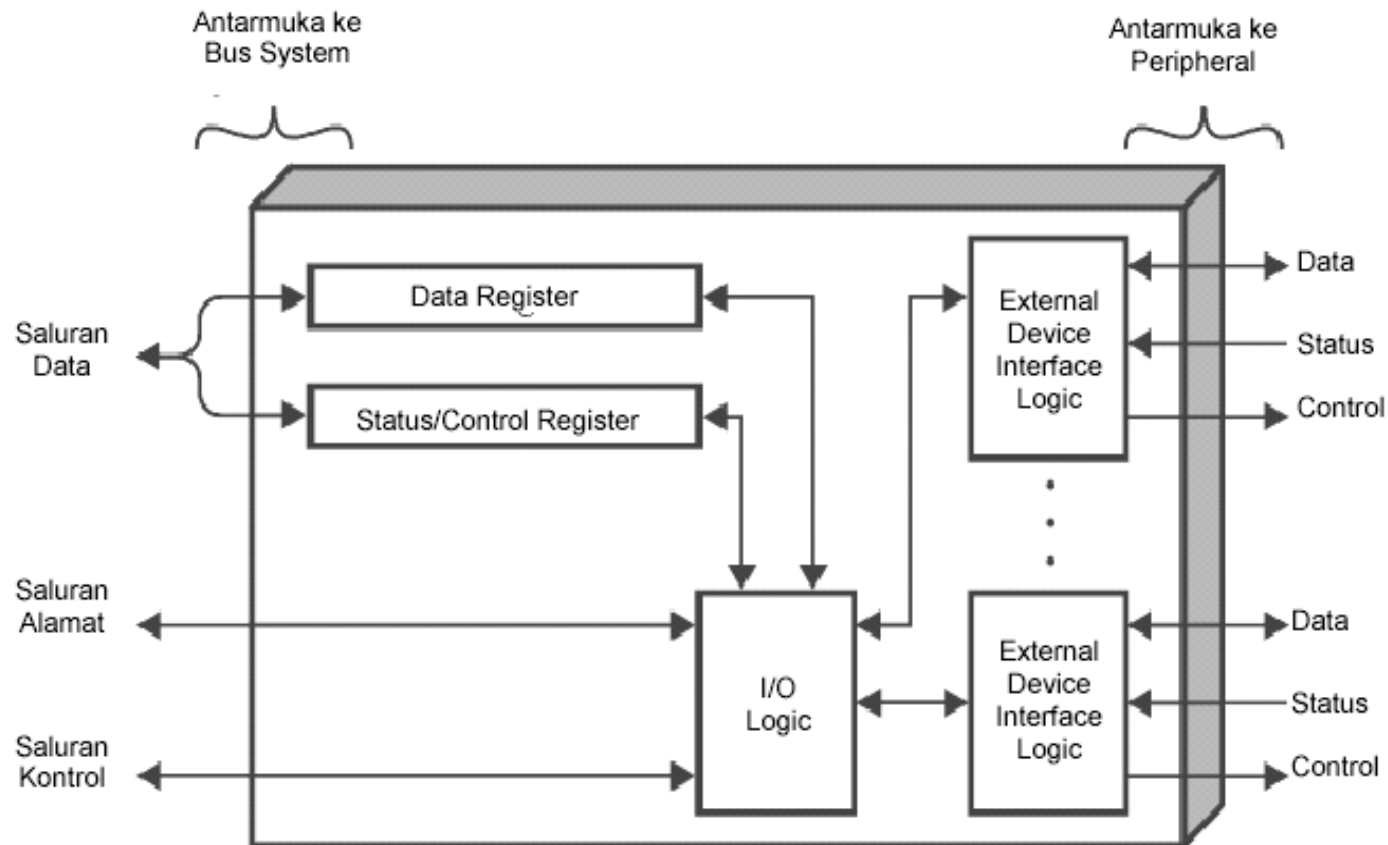 Antarmuka ke
Bus System
Antarmuka ke
Peripheral
Data Register
Status/Control Register
Saluran
Data
Saluran
Alamat
Saluran
Kontrol
I/O
Logic
External
Device
Interface
Logic
Data
Status
Control
External
Device
Interface
Logic
Data
Status
Control